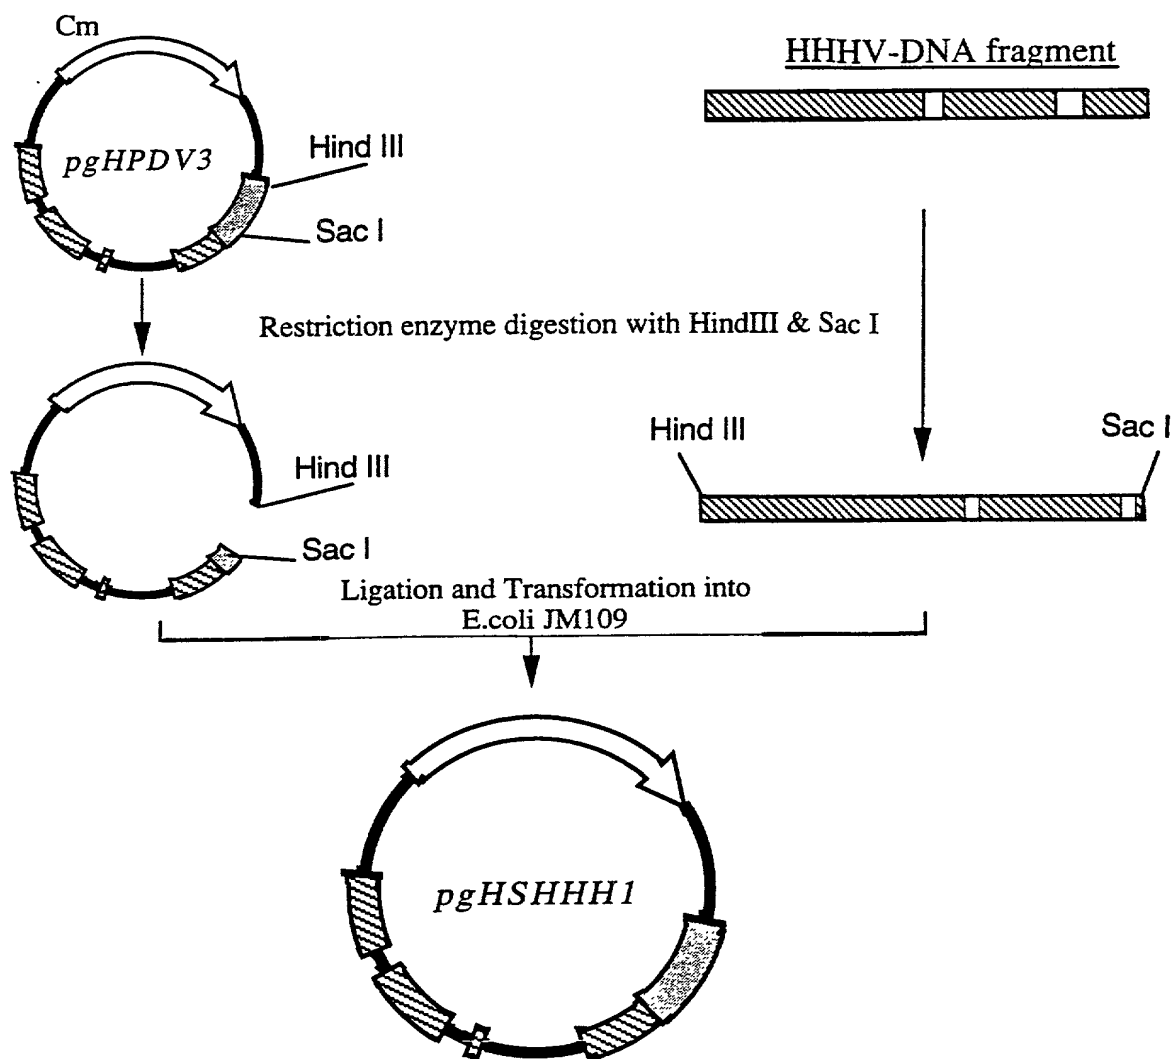 Cm
HHHV-DNA fragment
pgHPDV3
Hind III
Sac I
Restriction enzyme digestion with HindIII & Sac I
Hind III
Sac I
Hind III
Sac I
Ligation and Transformation into
E.coli JM109
pgHSHHH1